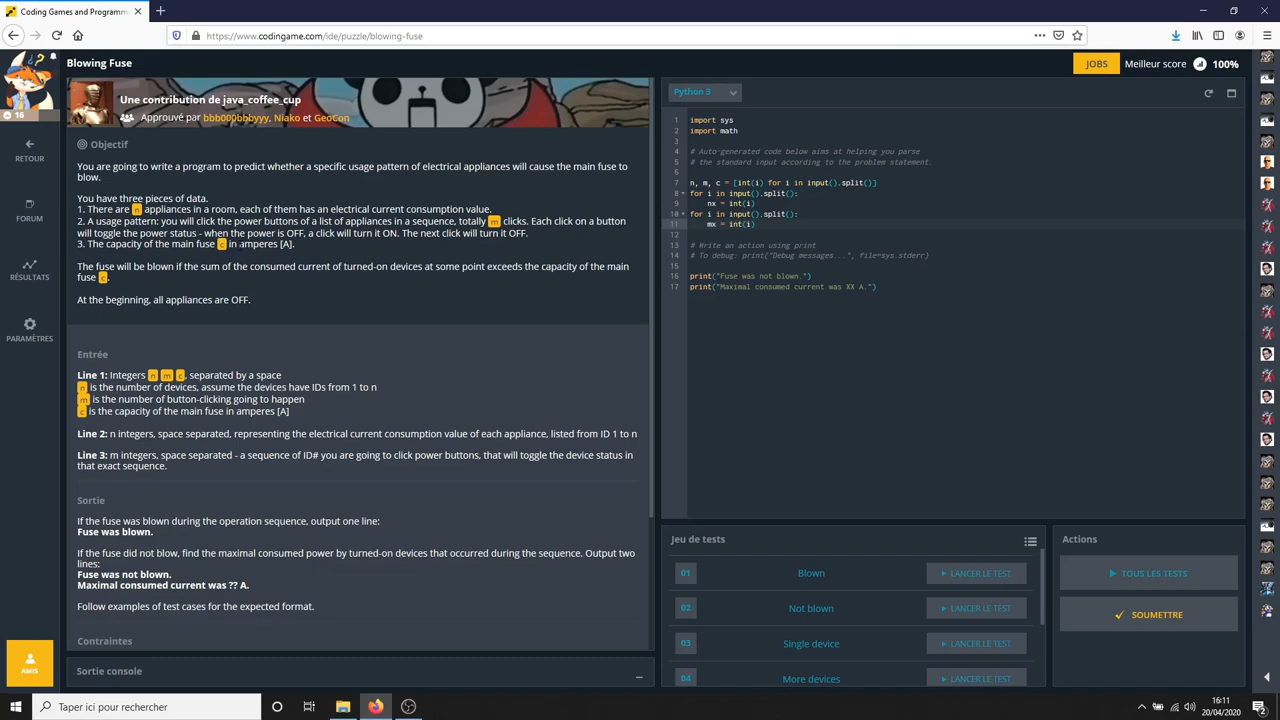 Coding Games and Programm
https://www.codingame.com/ide/puzzle/blowing-fuse
16
RETOUR
FORUM
RÉSULTATS
PARAMÈTRES
AMIS
Blowing Fuse
Une contribution de java_coffee_cup
Approuvé par bbb000bbbyyy, Niako et GeoCon
Objectif
You are going to write a program to predict whether a specific usage pattern of electrical appliances will cause the main fuse to
blow.
You have three pieces of data.
1. There are n appliances in a room, each of them has an electrical current consumption value.
2. A usage pattern: you will click the power buttons of a list of appliances in a sequence, totally m clicks. Each click on a button
will toggle the power status - when the power is OFF, a click will turn it ON. The next click will turn it OFF.
3. The capacity of the main fuse c in amperes [A].
The fuse will be blown if the sum of the consumed current of turned-on devices at some point exceeds the capacity of the main
fuse c.
At the beginning, all appliances are OFF.
Entrée
Line 1: Integers n m c, separated by a space
n is the number of devices, assume the devices have IDs from 1 to n
m is the number of button-clicking going to happen
c is the capacity of the main fuse in amperes [A]
Line 2: n integers, space separated, representing the electrical current consumption value of each appliance, listed from ID 1 to n
Line 3: m integers, space separated - a sequence of ID# you are going to click power buttons, that will toggle the device status in
that exact sequence.
Sortie
If the fuse was blown during the operation sequence, output one line:
Fuse was blown.
If the fuse did not blow, find the maximal consumed power by turned-on devices that occurred during the sequence. Output two
lines:
Fuse was not blown.
Maximal consumed current was ?? A.
Follow examples of test cases for the expected format.
Contraintes
Sortie console
JOBS
Meilleur score
100%
Python 3
1 import sys
2 import math
3
4 # Auto-generated code below aims at helping you parse
5 # the standard input according to the problem statement.
6
7 n, m, c = [int(i) for i in input().split()]
8 for i in input().split():
9 nx = int(i)
10 for i in input().split():
11 mx = int(i)
12
13 # Write an action using print
14 # To debug: print("Debug messages...", file=sys.stderr)
15
16 print("Fuse was not blown.")
17 print("Maximal consumed current was XX A.")
Jeu de tests
01 Blown LANCER LE TEST
02 Not blown LANCER LE TEST
03 Single device LANCER LE TEST
04 More devices LANCER LE TEST
Actions
TOUS LES TESTS
SOUMETTRE
Taper ici pour rechercher
16:11
20/04/2020
2